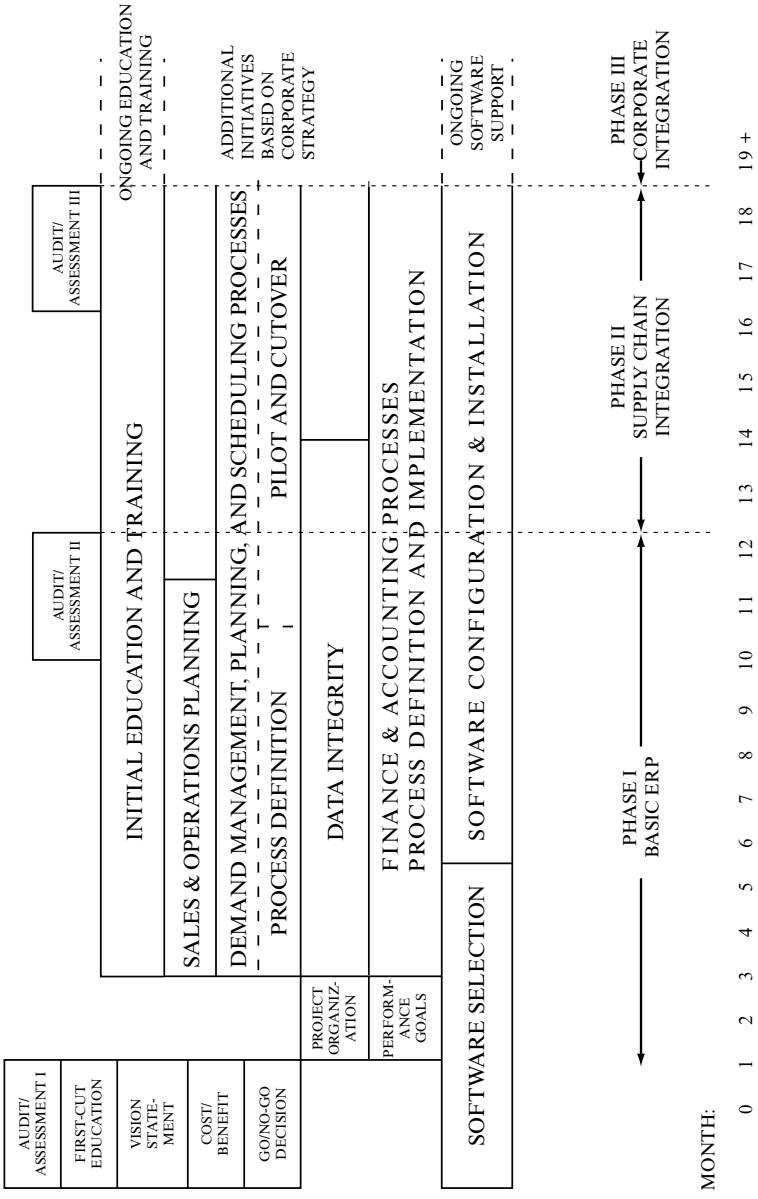 AUDIT/
ASSESSMENT I
FIRST-CUT
EDUCATION
VISION
STATE-
MENT
COST/
BENEFIT
GO/NO-GO
DECISION
AUDIT/
ASSESSMENT II
AUDIT/
ASSESSMENT III
INITIAL EDUCATION AND TRAINING
ONGOING EDUCATION
AND TRAINING
SALES & OPERATIONS PLANNING
DEMAND MANAGEMENT, PLANNING, AND SCHEDULING PROCESSES
PROCESS DEFINITION
PILOT AND CUTOVER
ADDITIONAL
INITIATIVES
BASED ON
CORPORATE
STRATEGY
PROJECT
ORGANIZ-
ATION
DATA INTEGRITY
PERFORM-
ANCE
GOALS
FINANCE & ACCOUNTING PROCESSES
PROCESS DEFINITION AND IMPLEMENTATION
SOFTWARE SELECTION
SOFTWARE CONFIGURATION & INSTALLATION
ONGOING
SOFTWARE
SUPPORT
PHASE I
BASIC ERP
PHASE II
SUPPLY CHAIN
INTEGRATION
PHASE III
CORPORATE
INTEGRATION
MONTH:
0 1 2 3 4 5 6 7 8 9 10 11 12 13 14 15 16 17 18 19 +